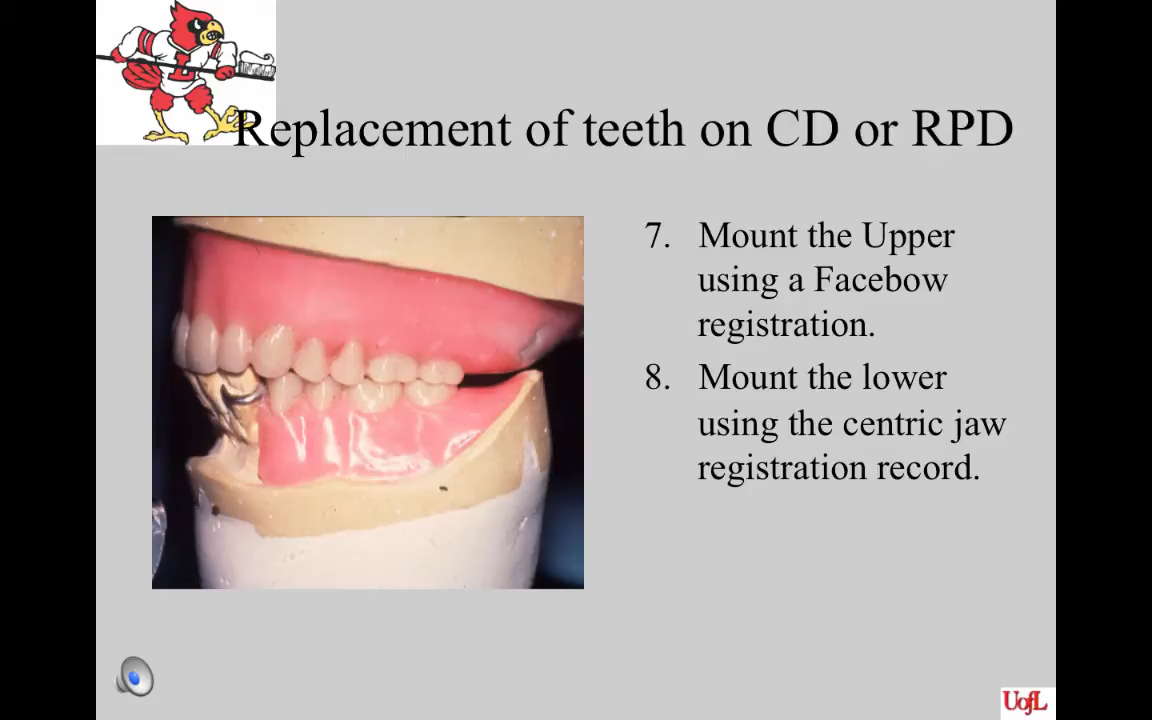 Replacement of teeth on CD or RPD
7. Mount the Upper
using a Facebow
registration.
8. Mount the lower
using the centric jaw
registration record.
UofL